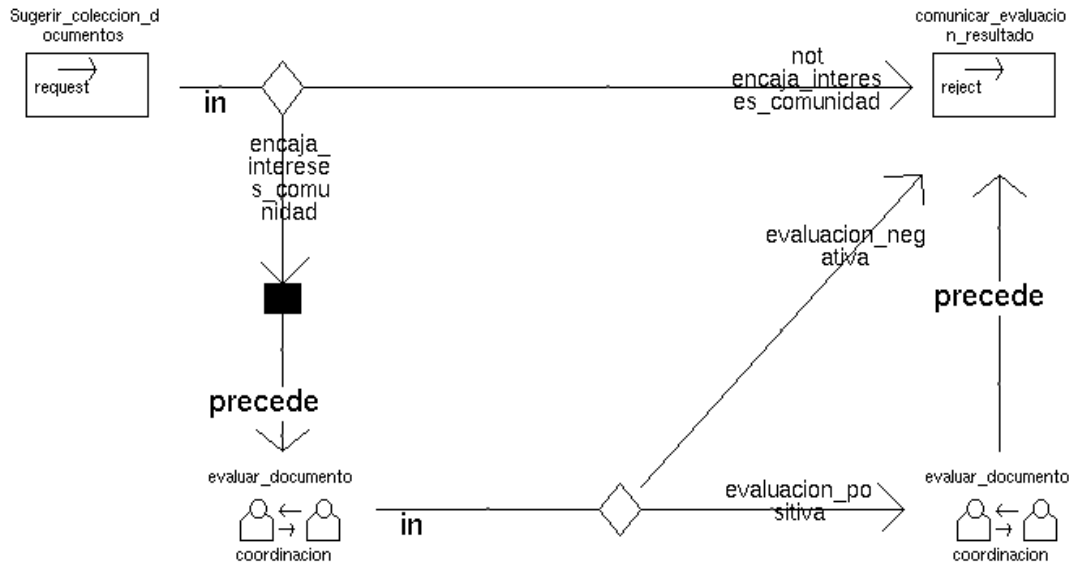 Sugerir_coleccion_d
ocumentos
request
in
not
encaja_interes
es_comunidad
comunicar_evaluacio
n_resultado
reject
encaja_
interese
s_comu
nidad
evaluacion_neg
ativa
precede
precede
evaluar_documento
coordinacion
in
evaluacion_po
sitiva
evaluar_documento
coordinacion